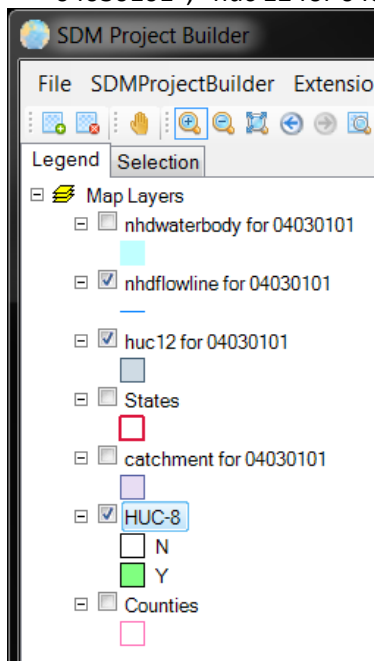 SDM Project Builder
File SDMProjectBuilder Extensio
Legend Selection
Map Layers
nhdwaterbody for 04030101
nhdflowline for 04030101
huc12 for 04030101
States
catchment for 04030101
HUC-8
N
Y
Counties